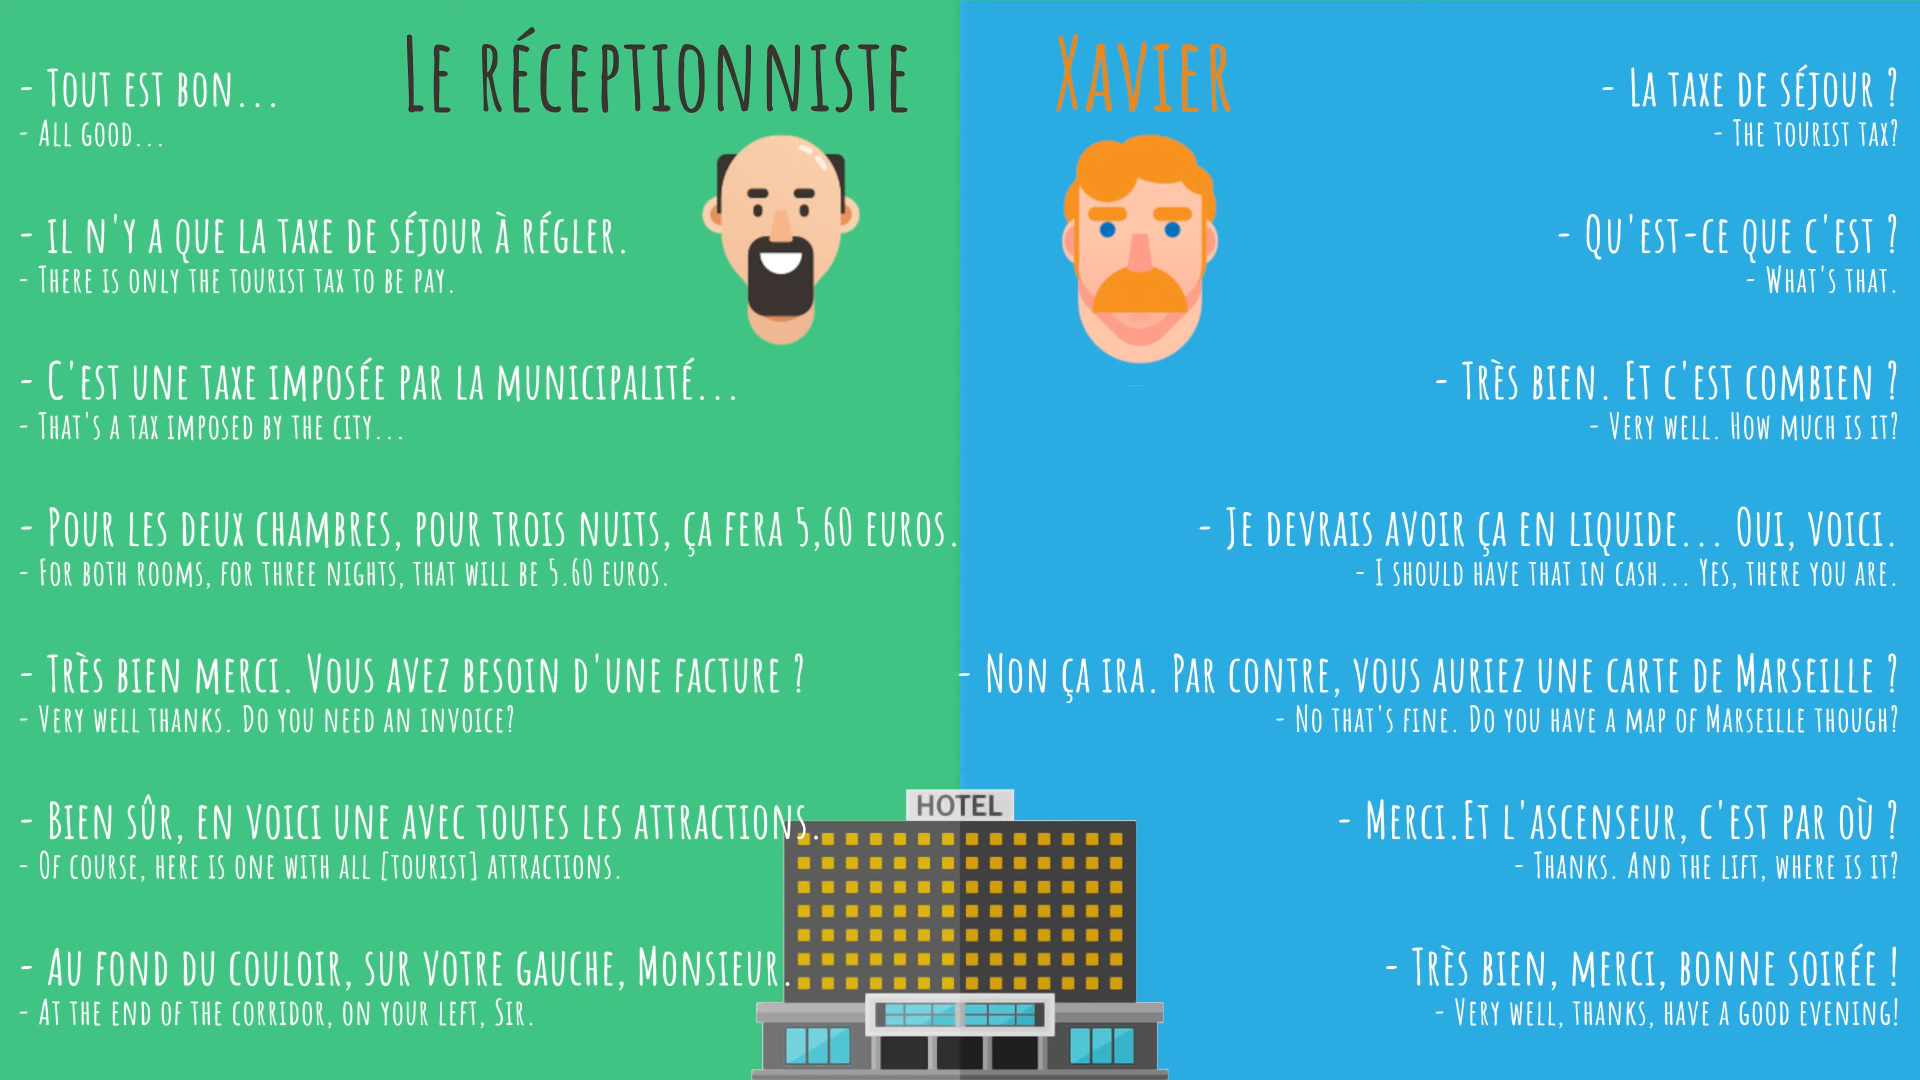 Le réceptionniste
- Tout est bon...
- All good...
- il n'y a que la taxe de séjour à régler.
- There is only the tourist tax to be pay.
- C'est une taxe imposée par la municipalité...
- That's a tax imposed by the city...
- Pour les deux chambres, pour trois nuits, ça fera 5,60 euros.
- For both rooms, for three nights, that will be 5.60 euros.
- Très bien merci. Vous avez besoin d'une facture ?
- Very well thanks. Do you need an invoice?
- Bien sûr, en voici une avec toutes les attractions.
- Of course, here is one with all [tourist] attractions.
- Au fond du couloir, sur votre gauche, Monsieur.
- At the end of the corridor, on your left, Sir.
Xavier
- La taxe de séjour ?
- The tourist tax?
- Qu'est-ce que c'est ?
- What's that.
- Très bien. Et c'est combien ?
- Very well. How much is it?
- Je devrais avoir ça en liquide... Oui, voici.
- I should have that in cash... Yes, there you are.
- Non ça ira. Par contre, vous auriez une carte de Marseille ?
- No that's fine. Do you have a map of Marseille though?
- Merci.Et l'ascenseur, c'est par où ?
- Thanks. And the lift, where is it?
- Très bien, merci, bonne soirée !
- Very well, thanks, have a good evening!
HOTEL